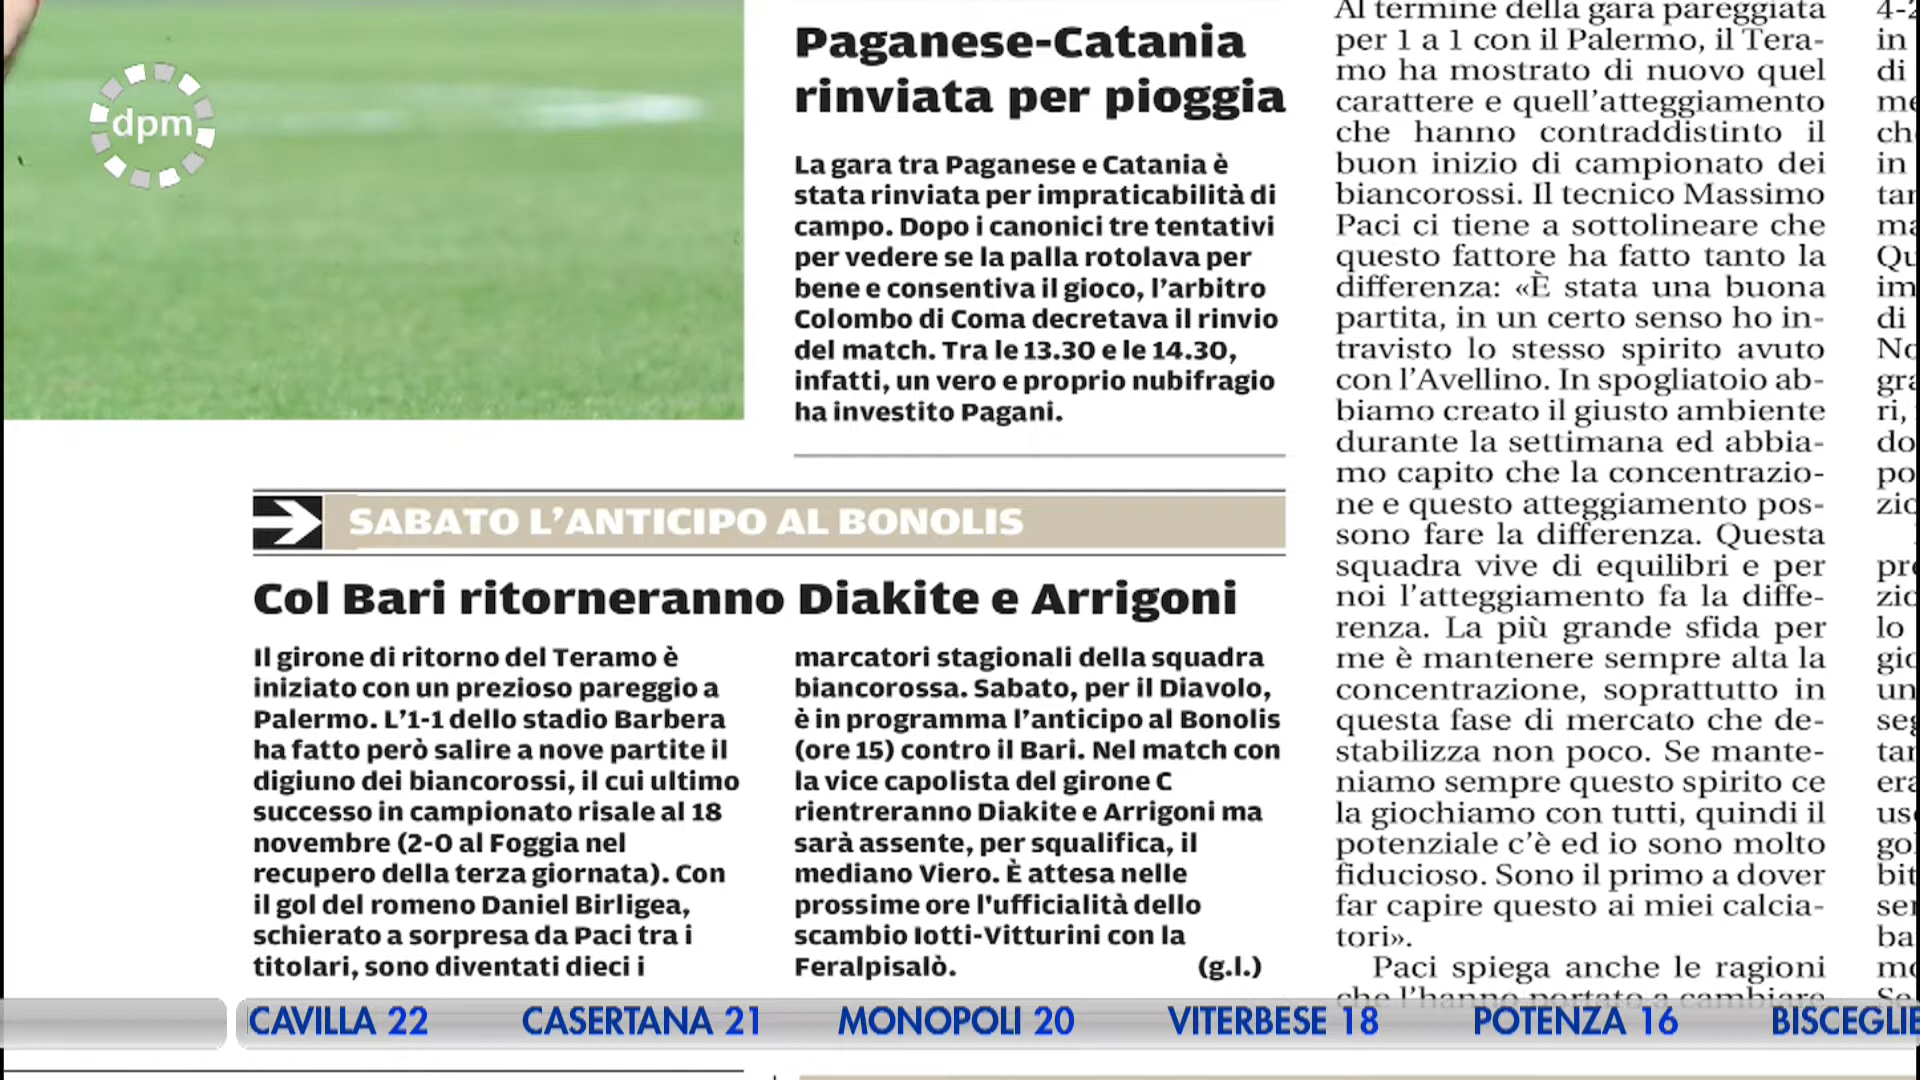 dpm
Paganese-Catania
rinviata per pioggia
La gara tra Paganese e Catania è
stata rinviata per impraticabilità di
campo. Dopo i canonici tre tentativi
per vedere se la palla rotolava per
bene e consentiva il gioco, l’arbitro
Colombo di Coma decretava il rinvio
del match. Tra le 13.30 e le 14.30,
infatti, un vero e proprio nubifragio
ha investito Pagani.
SABATO L’ANTICIPO AL BONOLIS
Col Bari ritorneranno Diakite e Arrigoni
Il girone di ritorno del Teramo è
iniziato con un prezioso pareggio a
Palermo. L’1-1 dello stadio Barbera
ha fatto però salire a nove partite il
digiuno dei biancorossi, il cui ultimo
successo in campionato risale al 18
novembre (2-0 al Foggia nel
recupero della terza giornata). Con
il gol del romeno Daniel Birligea,
schierato a sorpresa da Paci tra i
titolari, sono diventati dieci i
marcatori stagionali della squadra
biancorossa. Sabato, per il Diavolo,
è in programma l’anticipo al Bonolis
(ore 15) contro il Bari. Nel match con
la vice capolista del girone C
rientreranno Diakite e Arrigoni ma
sarà assente, per squalifica, il
mediano Viero. È attesa nelle
prossime ore l'ufficialità dello
scambio Iotti-Vitturini con la
Feralpisalò. (g.l.)
Al termine della gara pareggiata
per 1 a 1 con il Palermo, il Tera-
mo ha mostrato di nuovo quel
carattere e quell’atteggiamento
che hanno contraddistinto il
buon inizio di campionato dei
biancorossi. Il tecnico Massimo
Paci ci tiene a sottolineare che
questo fattore ha fatto tanto la
differenza: «È stata una buona
partita, in un certo senso ho in-
travisto lo stesso spirito avuto
con l’Avellino. In spogliatoio ab-
biamo creato il giusto ambiente
durante la settimana ed abbia-
mo capito che la concentrazio-
ne e questo atteggiamento pos-
sono fare la differenza. Questa
squadra vive di equilibri e per
noi l’atteggiamento fa la diffe-
renza. La più grande sfida per
me è mantenere sempre alta la
concentrazione, soprattutto in
questa fase di mercato che de-
stabilizza non poco. Se mante-
niamo sempre questo spirito ce
la giochiamo con tutti, quindi il
potenziale c’è ed io sono molto
fiducioso. Sono il primo a dover
far capire questo ai miei calcia-
tori».
Paci spiega anche le ragioni
che l’hanno portato a cambiare
CAVILLA 22 CASERTANA 21 MONOPOLI 20 VITERBESE 18 POTENZA 16 BISCEGLIE